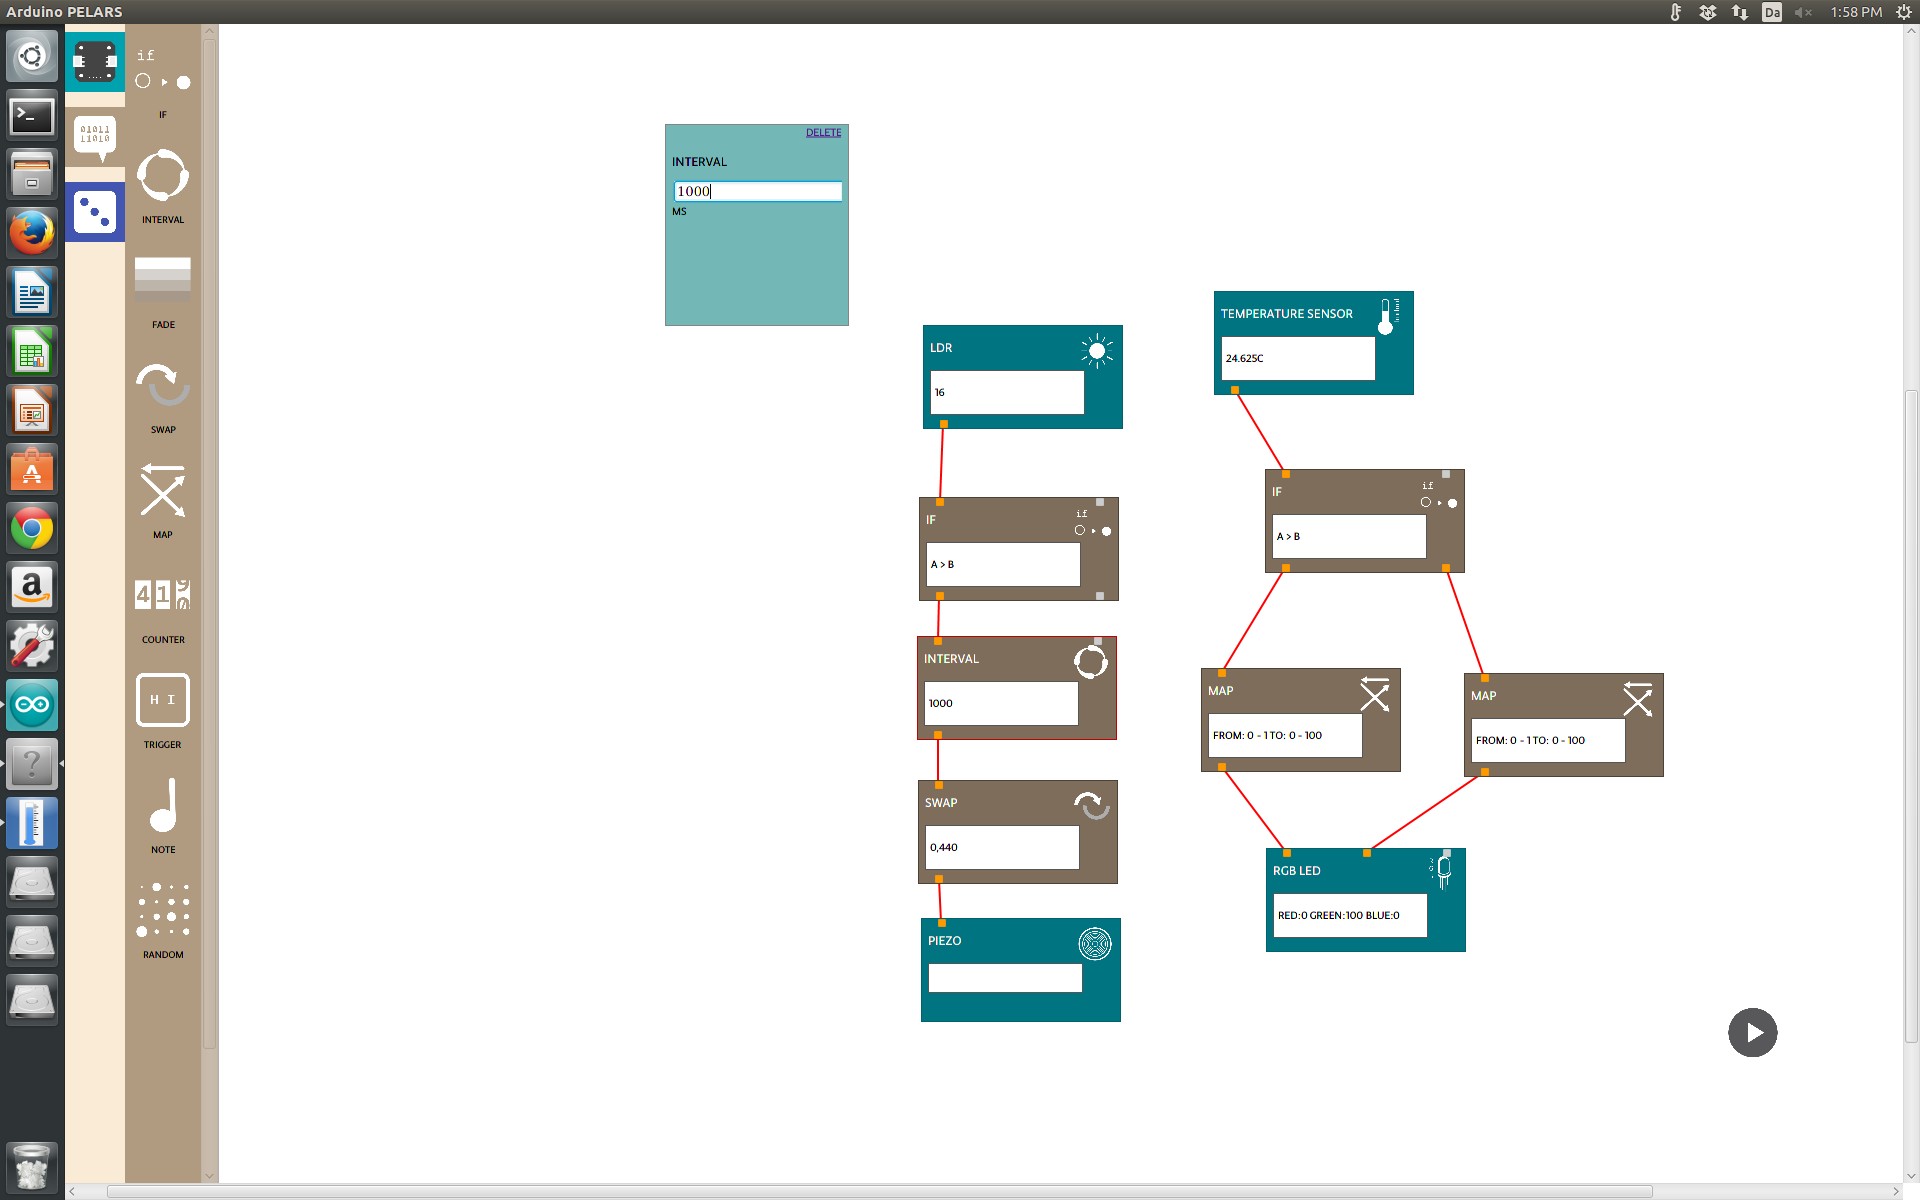 Arduino PELARS
Da
1:58 PM
if
IF
01011
11010
INTERVAL
FADE
SWAP
MAP
41
COUNTER
H I
TRIGGER
NOTE
RANDOM
DELETE
INTERVAL
1000
MS
LDR
16
IF
if
A > B
INTERVAL
1000
SWAP
0,440
PIEZO
TEMPERATURE SENSOR
24.625C
IF
if
A > B
MAP
FROM: 0 - 1 TO: 0 - 100
MAP
FROM: 0 - 1 TO: 0 - 100
RGB LED
RED:0 GREEN:100 BLUE:0